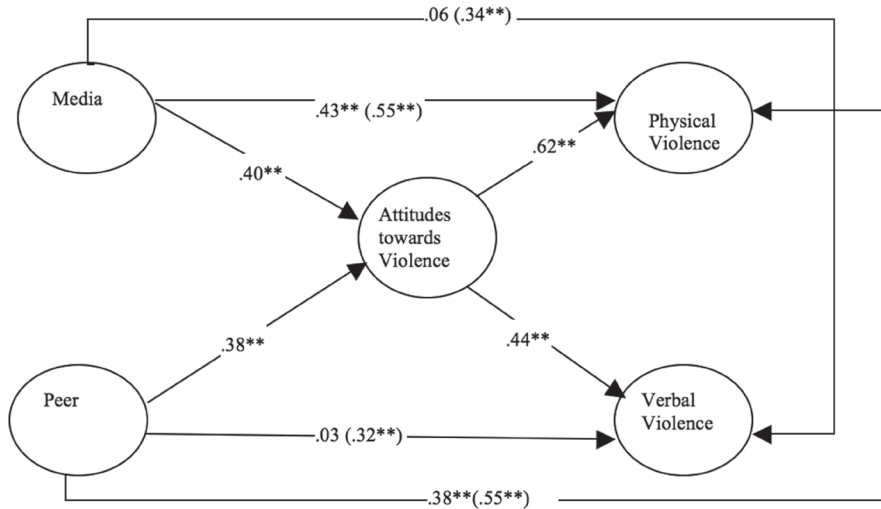 .06 (.34**)
Media
.43** (.55**)
Physical
Violence
.62**
.40**
Attitudes
towards
Violence
.38**
.44**
Peer
Verbal
Violence
.03 (.32**)
.38**(.55**)